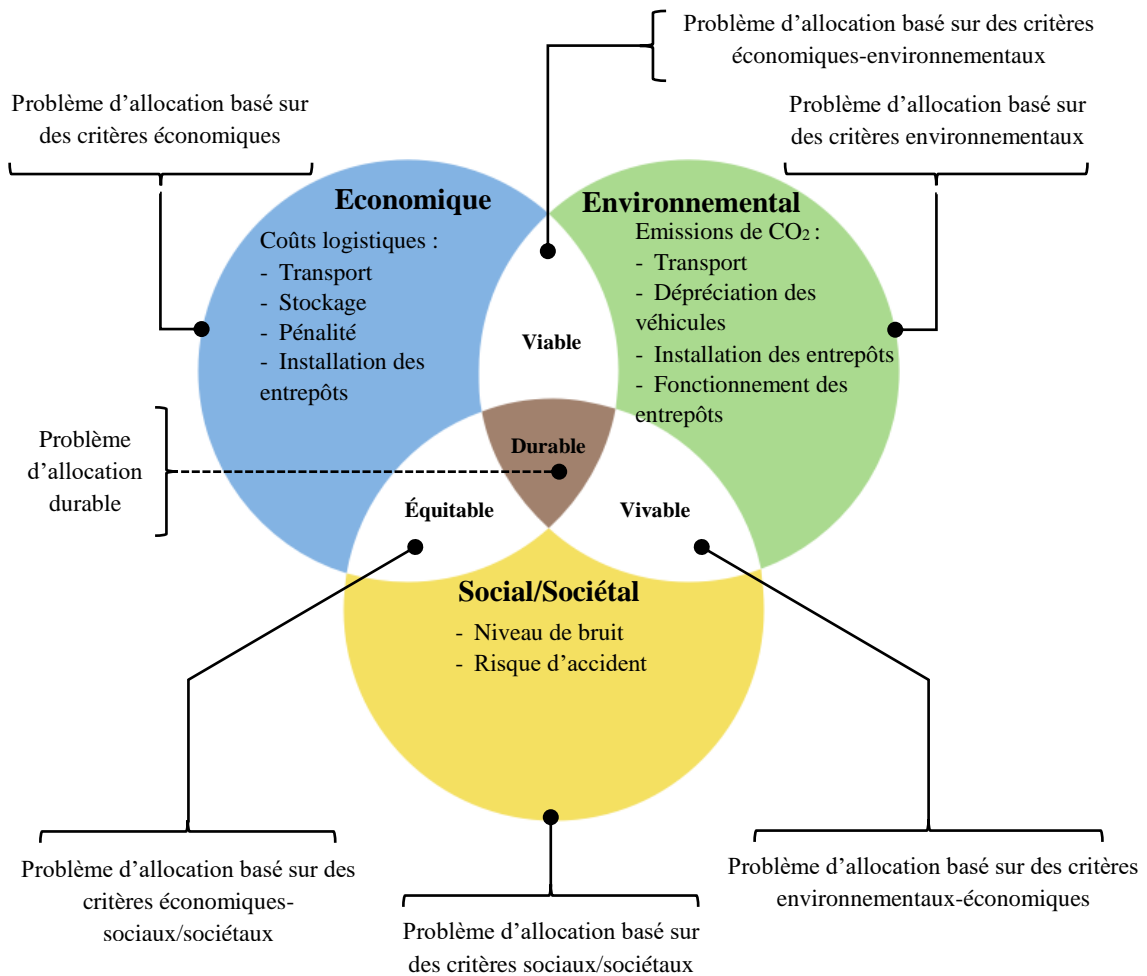 Problème d’allocation basé sur des critères
économiques-environnementaux
Problème d’allocation basé sur
des critères économiques
Problème d’allocation basé sur
des critères environnementaux
Economique
Coûts logistiques :
- Transport
- Stockage
- Pénalité
- Installation des
entrepôts
Environnemental
Emissions de CO2 :
- Transport
- Dépréciation des
véhicules
- Installation des entrepôts
- Fonctionnement des
entrepôts
Viable
Problème
d’allocation
durable
Durable
Équitable
Vivable
Social/Sociétal
- Niveau de bruit
- Risque d’accident
Problème d’allocation basé sur des
critères économiques-
sociaux/sociétaux
Problème d’allocation basé sur
des critères sociaux/sociétaux
Problème d’allocation basé sur des critères
environnementaux-économiques